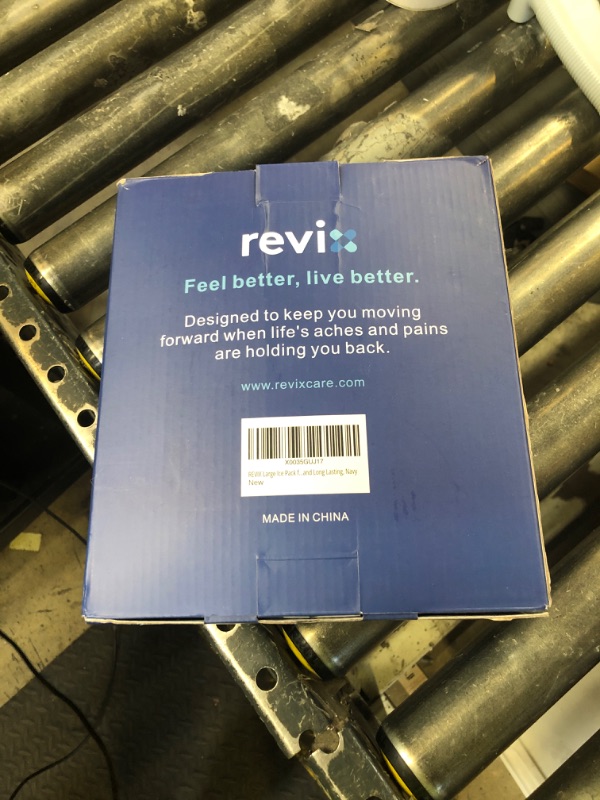 revix
Feel better, live better.
Designed to keep you moving
forward when life's aches and pains
are holding you back.
www.revixcare.com
REVIX Large Ice Pack f... and Long Lasting, Navy
New
MADE IN CHINA